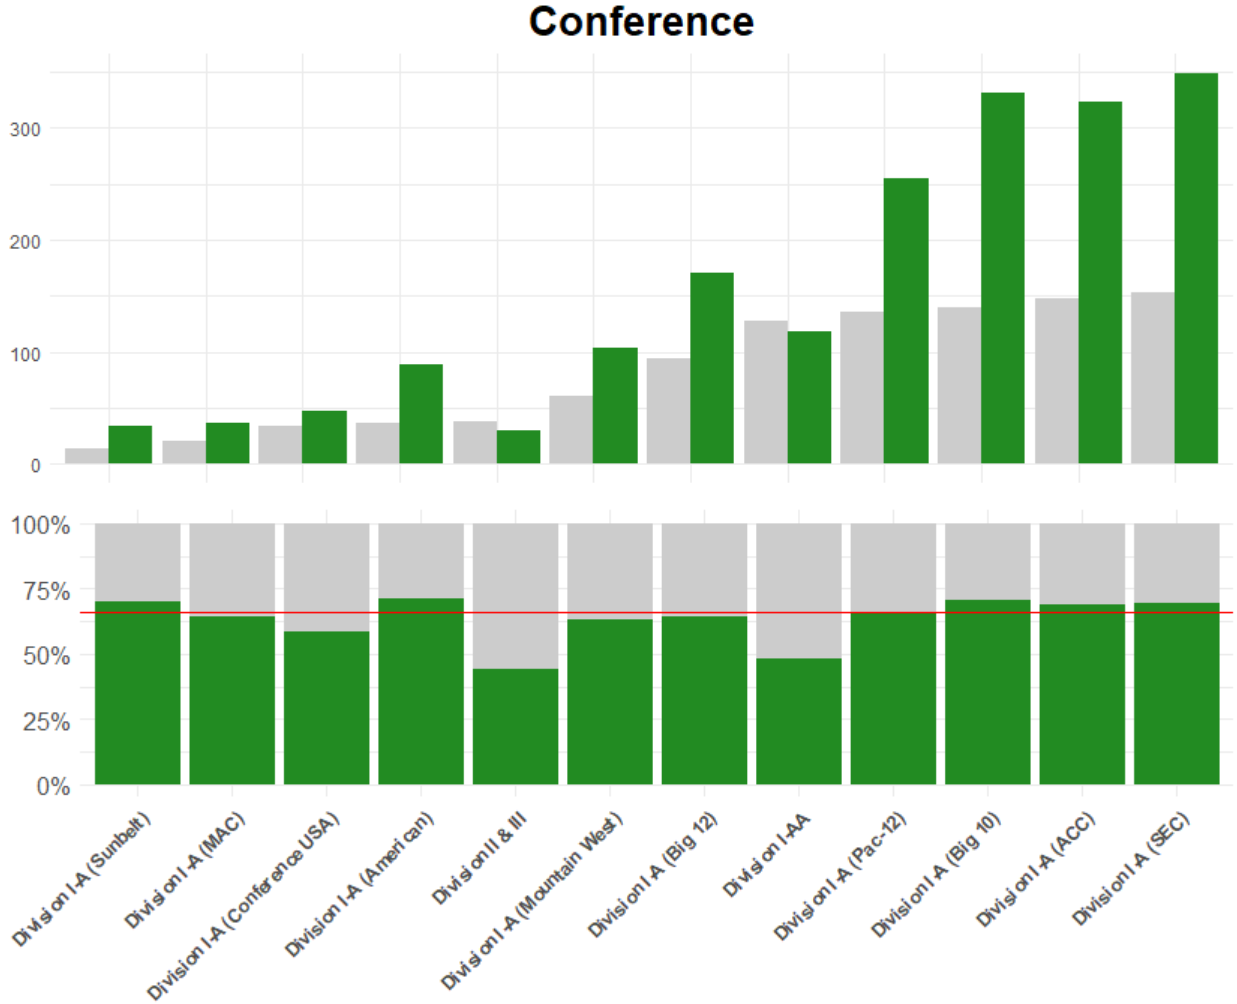 Conference
300
200
100
0
100%
75%
50%
25%
0%
Division I-A (Sunbelt)
Division I-A (MAC)
Division I-A (Conference USA)
Division I-A (American)
Division II & III
Division I-A (Mountain West)
Division I-A (Big 12)
Division I-AA
Division I-A (Pac-12)
Division I-A (Big 10)
Division I-A (ACC)
Division I-A (SEC)